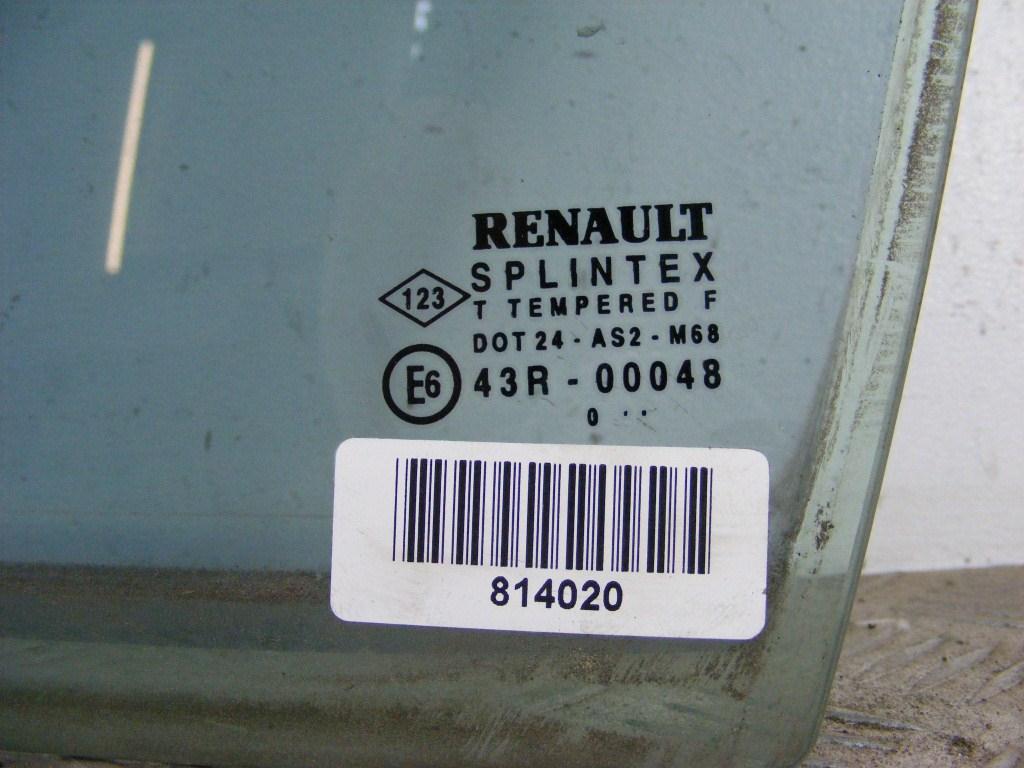 RENAULT
SPLINTEX
123
T TEMPERED F
DOT 24 - AS2 - M68
E6 43R - 00048
0 ··
814020